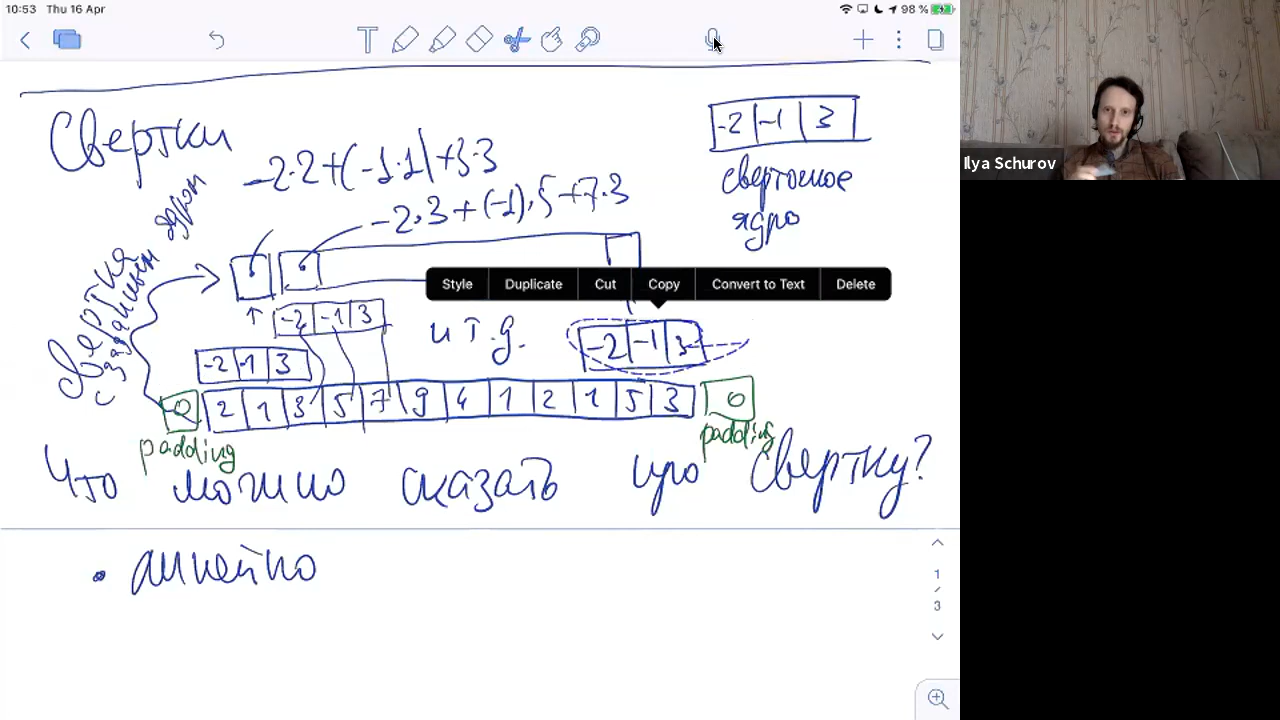 10:53 Thu 16 Apr 98 %
Свертки
-2·2+(-1·1)+3·3
-2·3+(-1)·5+7·3
-2 -1 3
сверточное
ядро
Ilya Schurov
Свертка
с заданным ядром
Style Duplicate Cut Copy Convert to Text Delete
-2 -1 3
и т.д.
-2 -1 3
-2 -1 3
0 2 1 3 5 7 9 4 1 2 1 5 3 0
padding padding
Что можно сказать про свертку?
• линейно
1
/
3